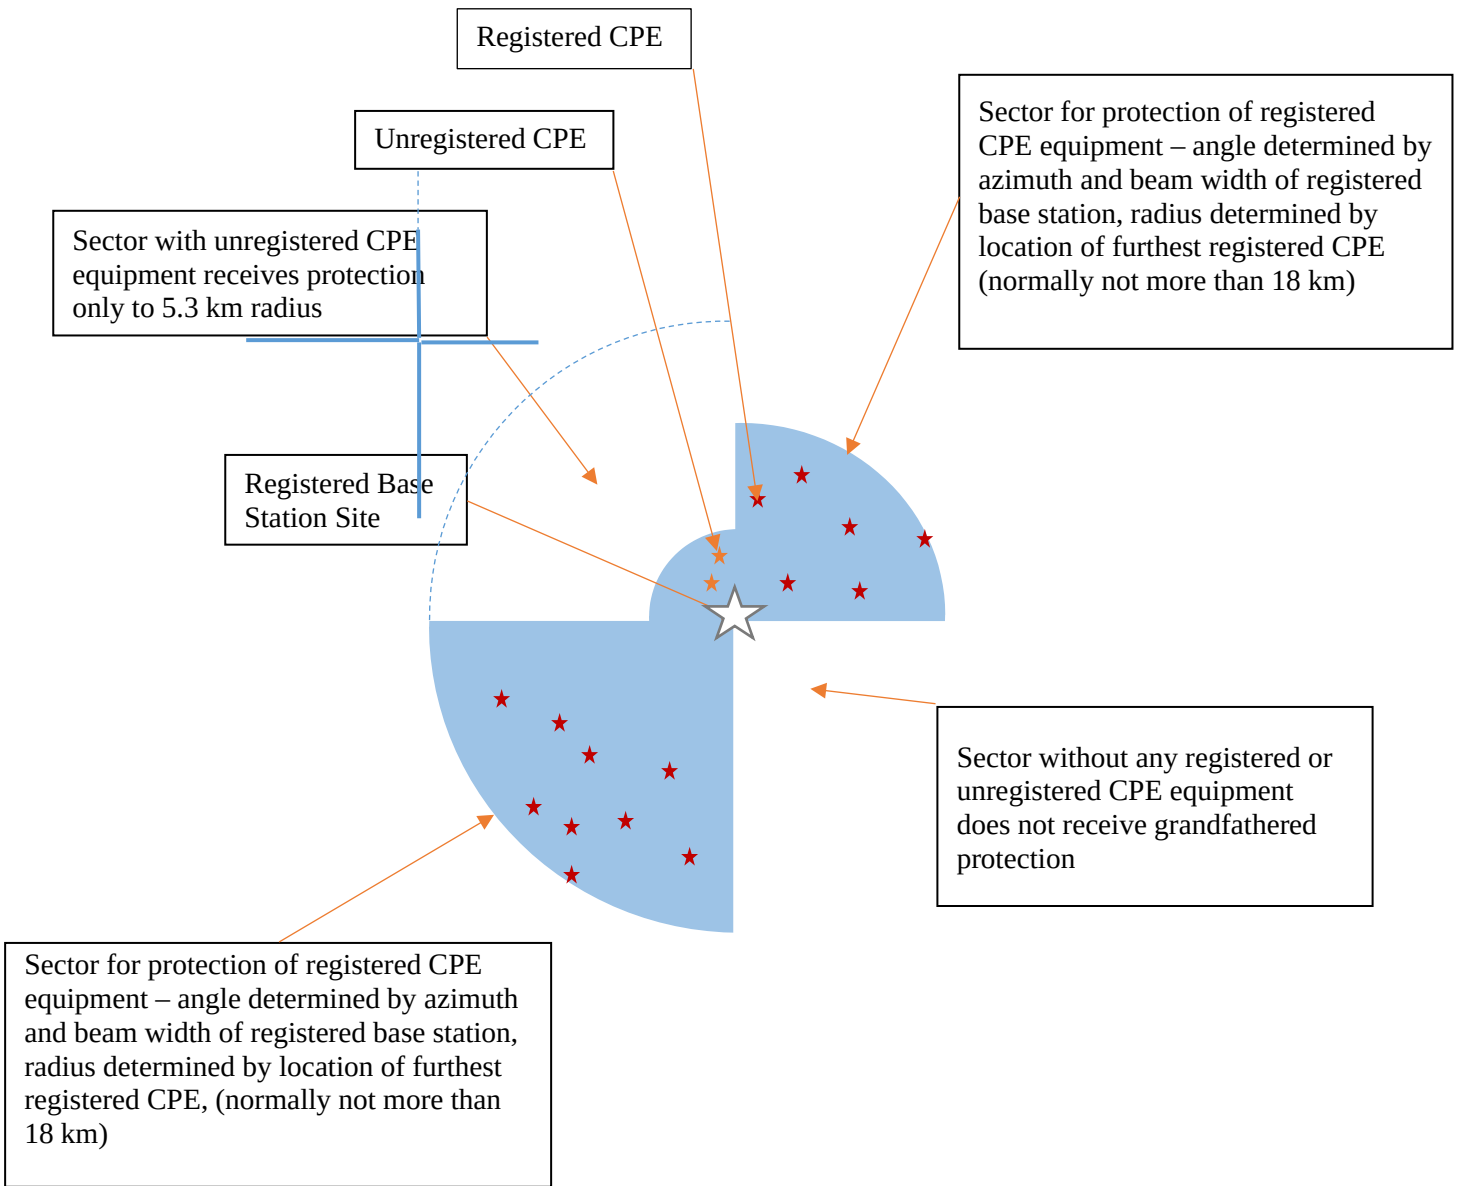 Registered CPE
Unregistered CPE
Sector for protection of registered
CPE equipment – angle determined by
azimuth and beam width of registered
base station, radius determined by
location of furthest registered CPE
(normally not more than 18 km)
Sector with unregistered CPE
equipment receives protection
only to 5.3 km radius
Registered Base
Station Site
Sector without any registered or
unregistered CPE equipment
does not receive grandfathered
protection
Sector for protection of registered CPE
equipment – angle determined by azimuth
and beam width of registered base station,
radius determined by location of furthest
registered CPE, (normally not more than
18 km)